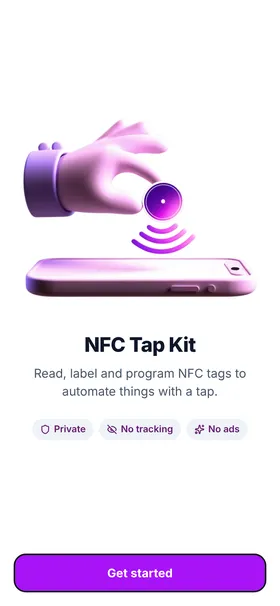 NFC Tap Kit
Read, label and program NFC tags to
automate things with a tap.
Private
No tracking
No ads
Get started